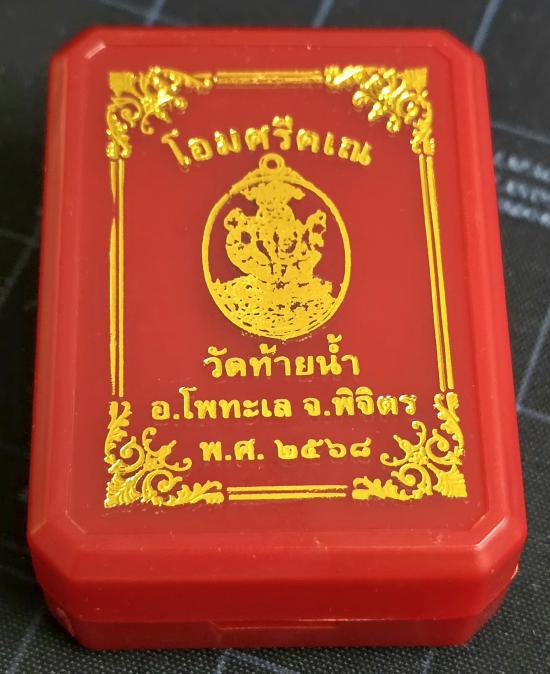 โอมศรีคเณ
วัดท้ายน้ำ
อ.โพทะเล จ.พิจิตร
พ.ศ. ๒๕๖๘